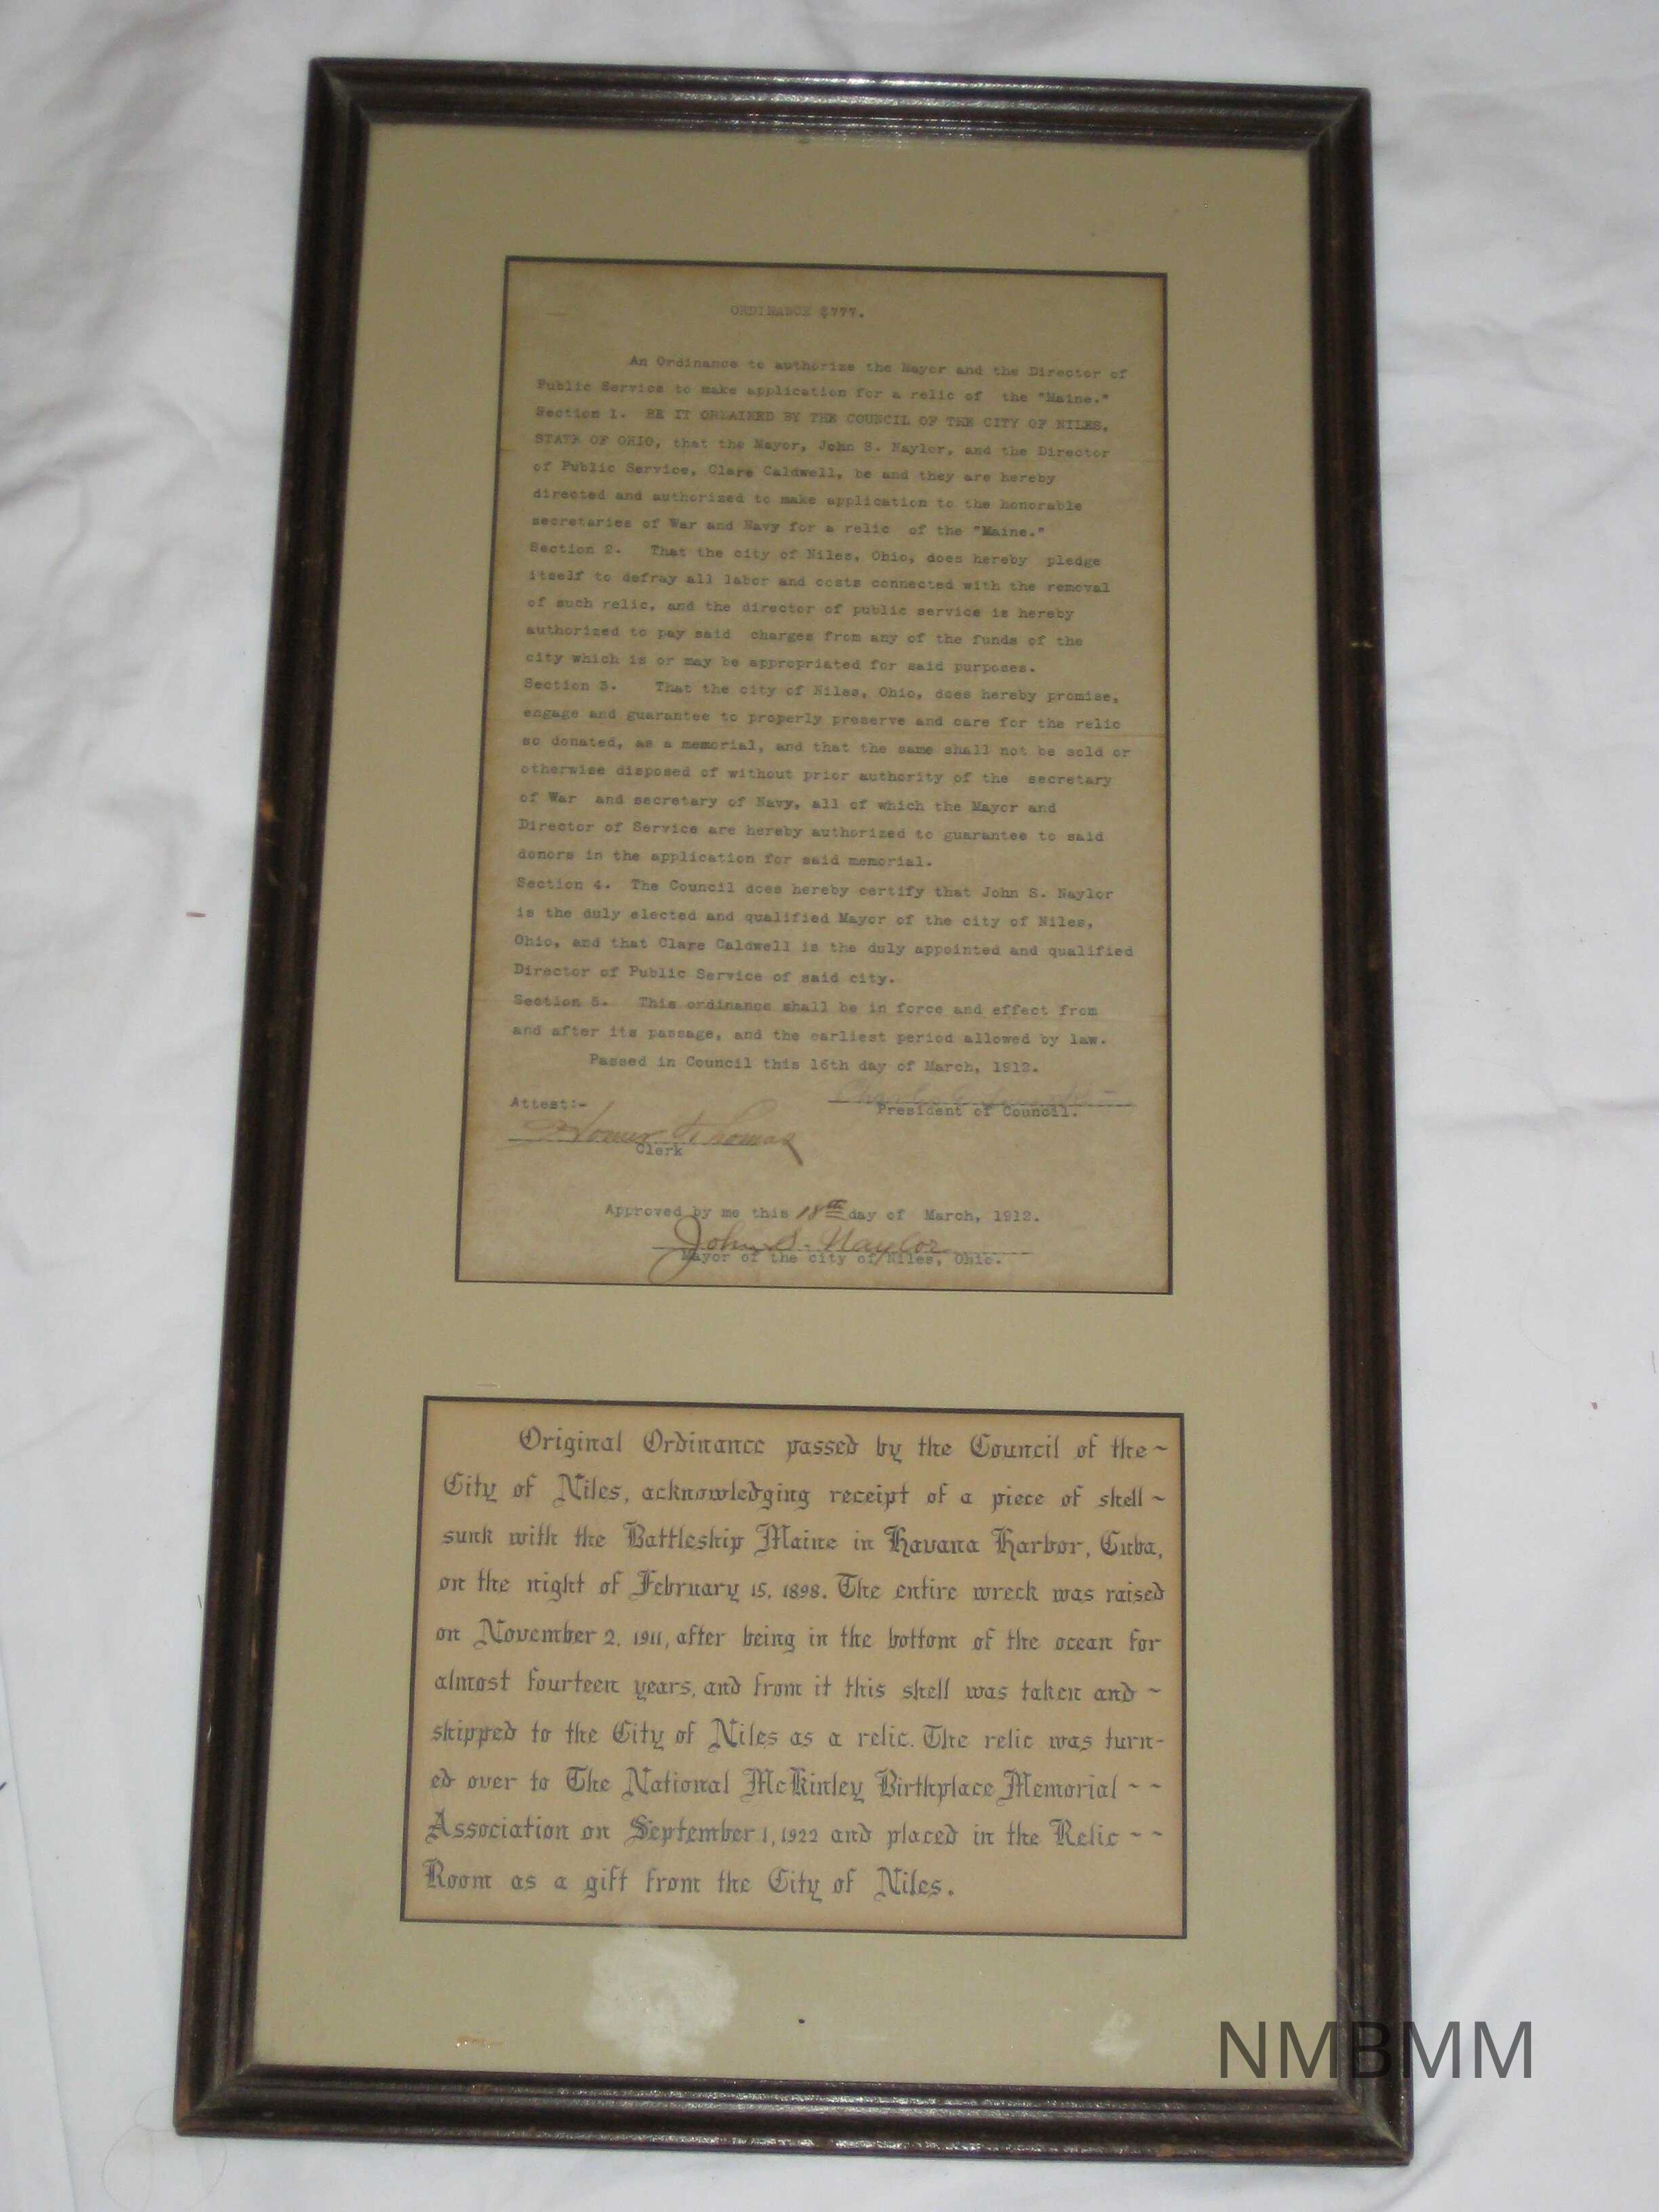 ORDINANCE #777.
An Ordinance to authorize the Mayor and the Director of
Public Service to make application for a relic of the "Maine."
Section 1. BE IT ORLAINED BY THE COUNCIL OF THE CITY OF NILES,
STATE OF OHIO, that the Mayor, John S. Naylor, and the Director
of Public Service, Clare Caldwell, be and they are hereby
directed and authorized to make application to the honorable
secretaries of War and Navy for a relic of the "Maine."
Section 2. That the city of Niles, Ohio, does hereby pledge
itself to defray all labor and costs connected with the removal
of such relic, and the director of public service is hereby
authorized to pay said charges from any of the funds of the
city which is or may be appropriated for said purposes.
Section 3. That the city of Niles, Ohio, does hereby promise,
engage and guarantee to properly preserve and care for the relic
so donated, as a memorial, and that the same shall not be sold or
otherwise disposed of without prior authority of the secretary
of War and secretary of Navy, all of which the Mayor and
Director of Service are hereby authorized to guarantee to said
donors in the application for said memorial.
Section 4. The Council does hereby certify that John S. Naylor
is the duly elected and qualified Mayor of the city of Niles,
Ohio, and that Clare Caldwell is the duly appointed and qualified
Director of Public Service of said city.
Section 5. This ordinance shall be in force and effect from
and after its passage, and the earliest period allowed by law.
Passed in Council this 16th day of March, 1912.
President of Council.
Attest:-
Homer Thomas
Clerk
Approved by me this 18th day of March, 1912.
John S. Naylor
Mayor of the city of Niles, Ohio.
Original Ordinance passed by the Council of the ~
City of Niles, acknowledging receipt of a piece of shell ~
sunk with the Battleship Maine in Havana Harbor, Cuba,
on the night of February 15, 1898. The entire wreck was raised
on November 2, 1911, after being in the bottom of the ocean for
almost fourteen years, and from it this shell was taken and ~
shipped to the City of Niles as a relic. The relic was turn-
ed over to The National McKinley Birthplace Memorial ~ ~
Association on September 1, 1922 and placed in the Relic ~ ~
Room as a gift from the City of Niles.
NMBMM